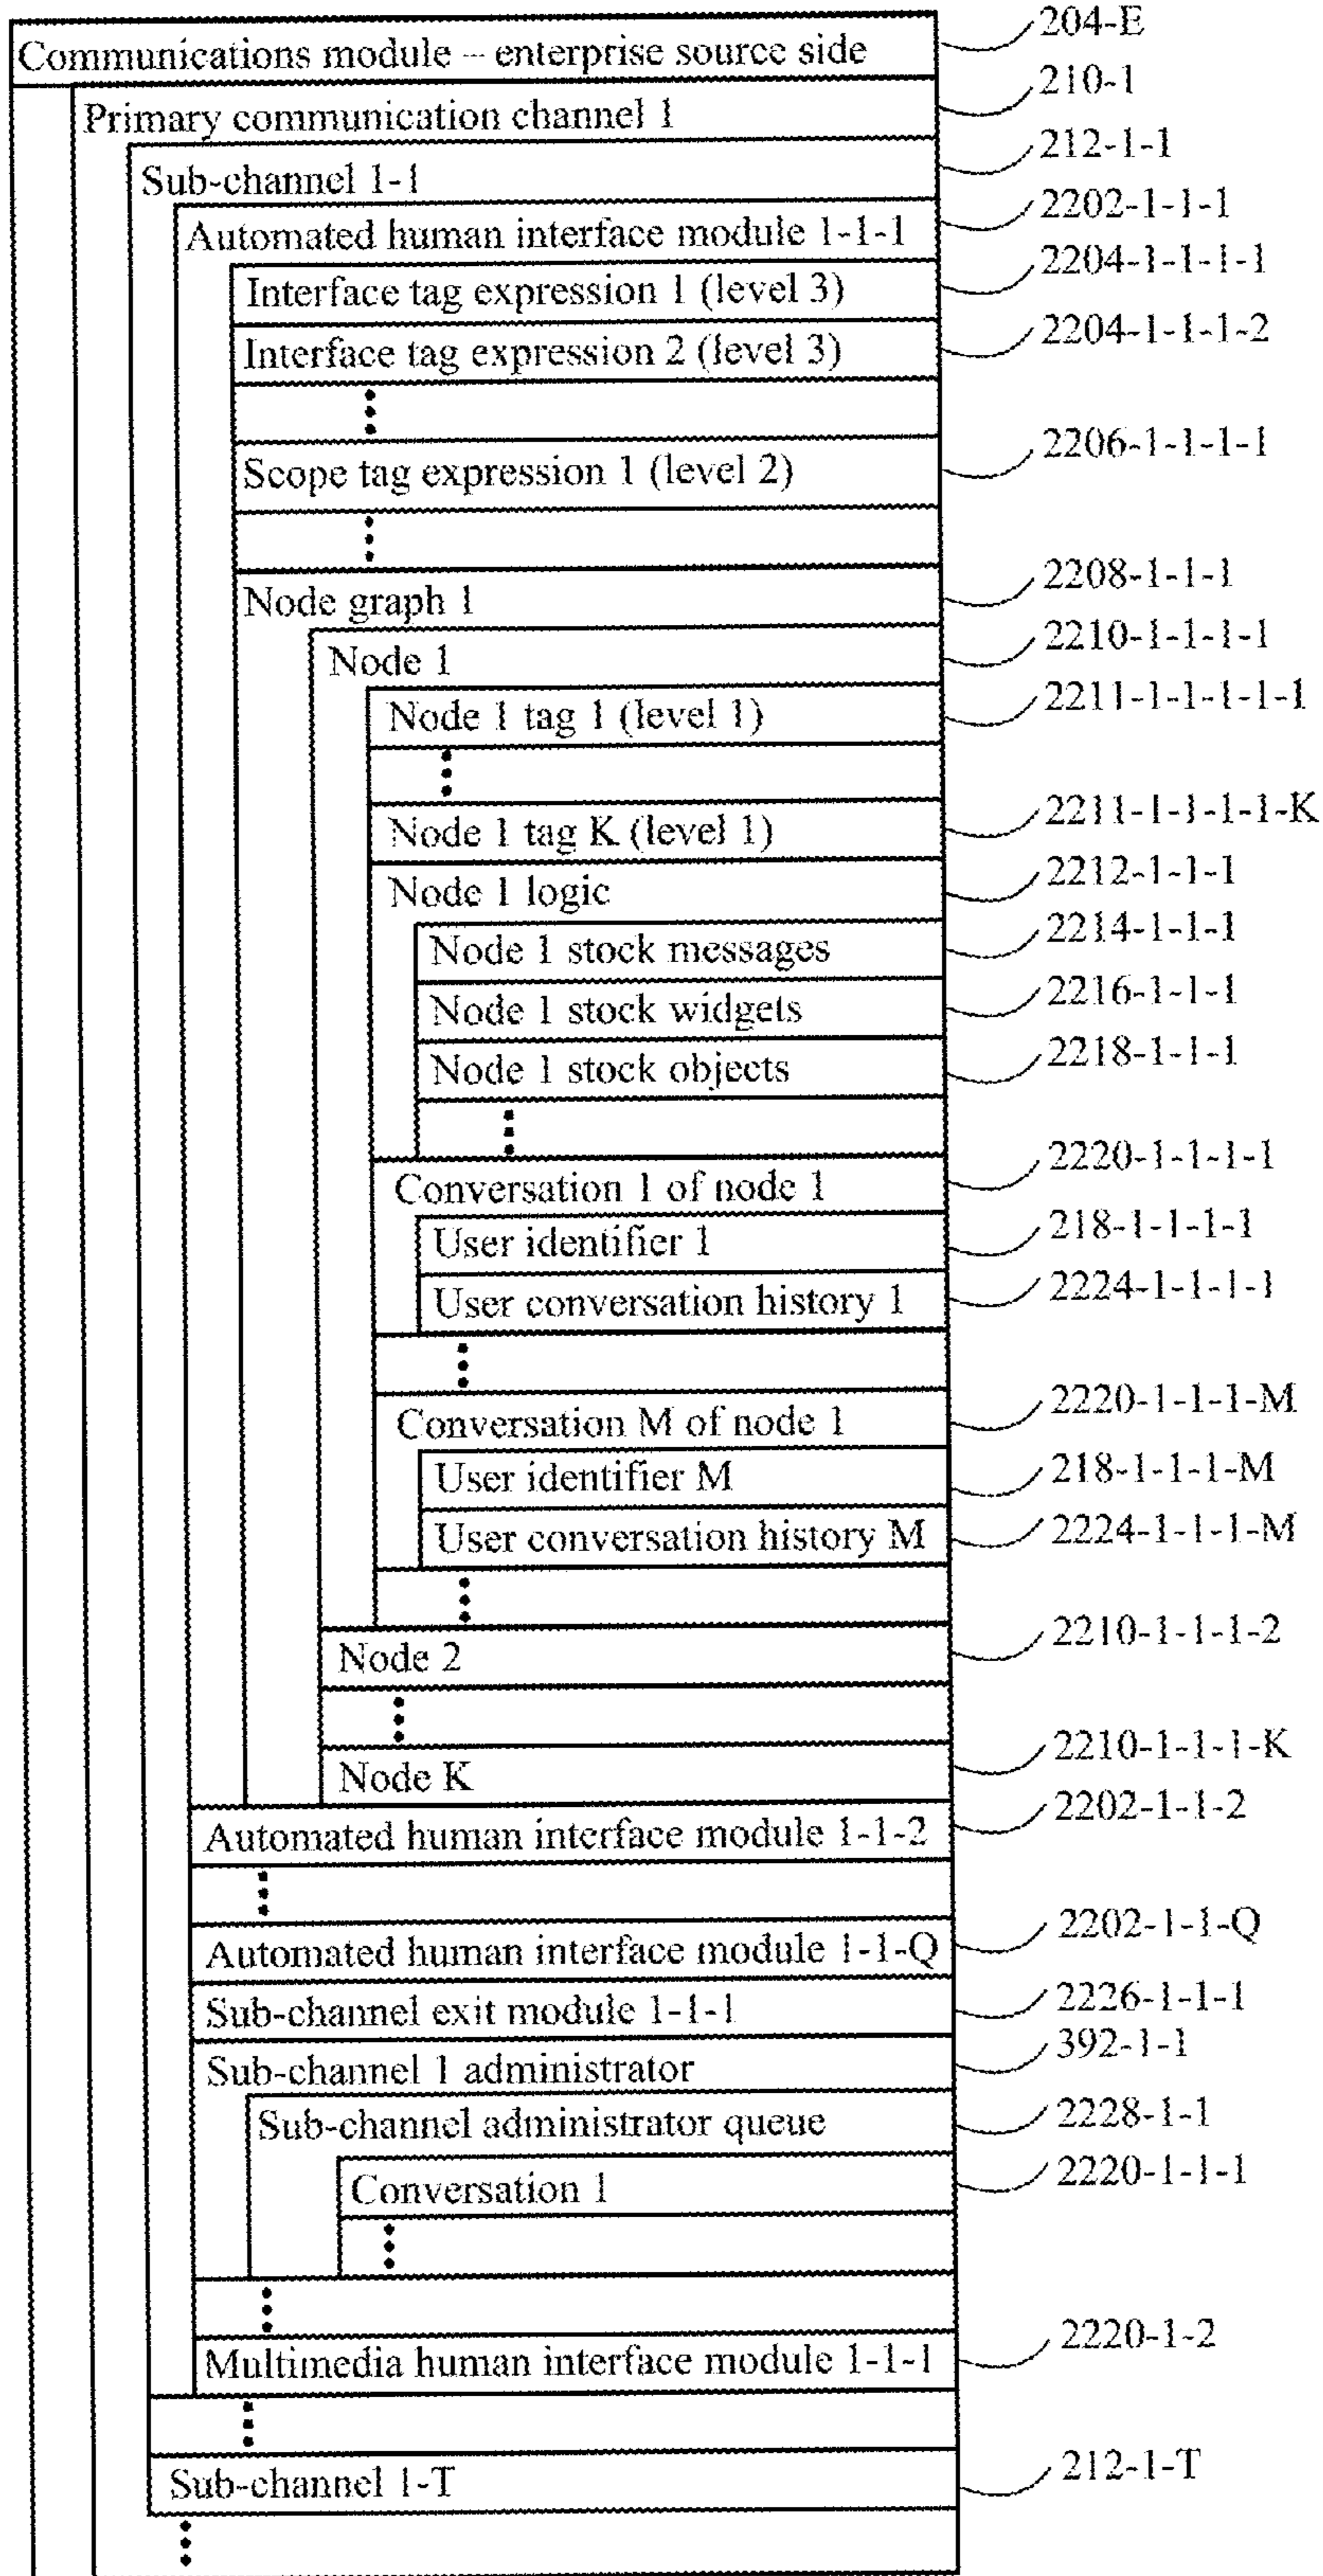 Communications module -- enterprise source side 204-E
Primary communication channel 1 210-1
Sub-channel 1-1 212-1-1
Automated human interface module 1-1-1 2202-1-1-1
Interface tag expression 1 (level 3) 2204-1-1-1-1
Interface tag expression 2 (level 3) 2204-1-1-1-2
Scope tag expression 1 (level 2) 2206-1-1-1-1
Node graph 1 2208-1-1-1
Node 1 2210-1-1-1-1
Node 1 tag 1 (level 1) 2211-1-1-1-1-1
Node 1 tag K (level 1) 2211-1-1-1-1-K
Node 1 logic 2212-1-1-1
Node 1 stock messages 2214-1-1-1
Node 1 stock widgets 2216-1-1-1
Node 1 stock objects 2218-1-1-1
Conversation 1 of node 1 2220-1-1-1-1
User identifier 1 218-1-1-1-1
User conversation history 1 2224-1-1-1-1
Conversation M of node 1 2220-1-1-1-M
User identifier M 218-1-1-1-M
User conversation history M 2224-1-1-1-M
Node 2 2210-1-1-1-2
Node K 2210-1-1-1-K
Automated human interface module 1-1-2 2202-1-1-2
Automated human interface module 1-1-Q 2202-1-1-Q
Sub-channel exit module 1-1-1 2226-1-1-1
Sub-channel 1 administrator 392-1-1
Sub-channel administrator queue 2228-1-1
Conversation 1 2220-1-1-1
Multimedia human interface module 1-1-1 2220-1-2
Sub-channel 1-T 212-1-T